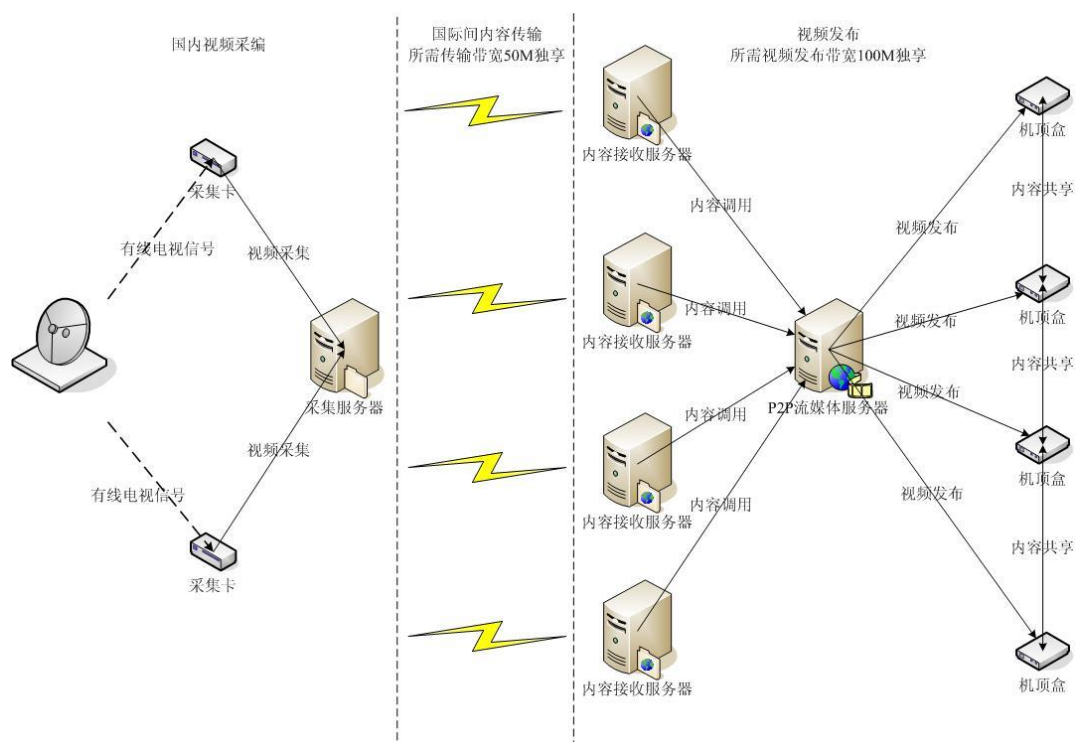 国内视频采编
国际间内容传输
所需传输带宽50M独享
视频发布
所需视频发布带宽100M独享
采集卡
有线电视信号
视频采集
采集服务器
视频采集
有线电视信号
采集卡
内容接收服务器
内容调用
内容接收服务器
内容调用
内容接收服务器
内容调用
内容接收服务器
内容调用
P2P流媒体服务器
视频发布
视频发布
视频发布
视频发布
机顶盒
内容共享
机顶盒
内容共享
机顶盒
内容共享
机顶盒